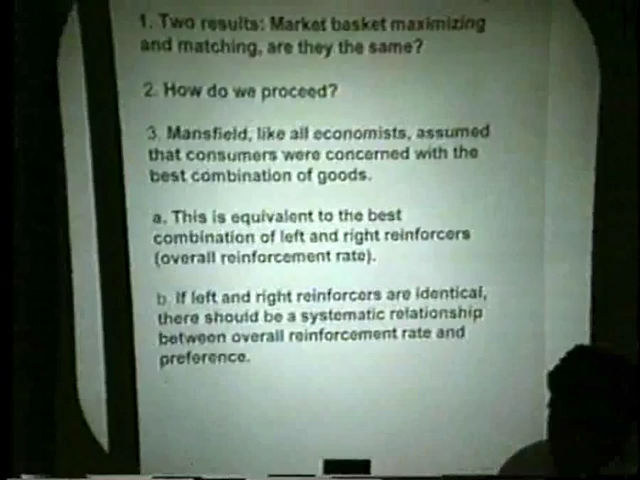 1. Two results: Market basket maximizing
and matching, are they the same?
2. How do we proceed?
3. Mansfield, like all economists, assumed
that consumers were concerned with the
best combination of goods.
a. This is equivalent to the best
combination of left and right reinforcers
(overall reinforcement rate).
b. If left and right reinforcers are identical,
there should be a systematic relationship
between overall reinforcement rate and
preference.